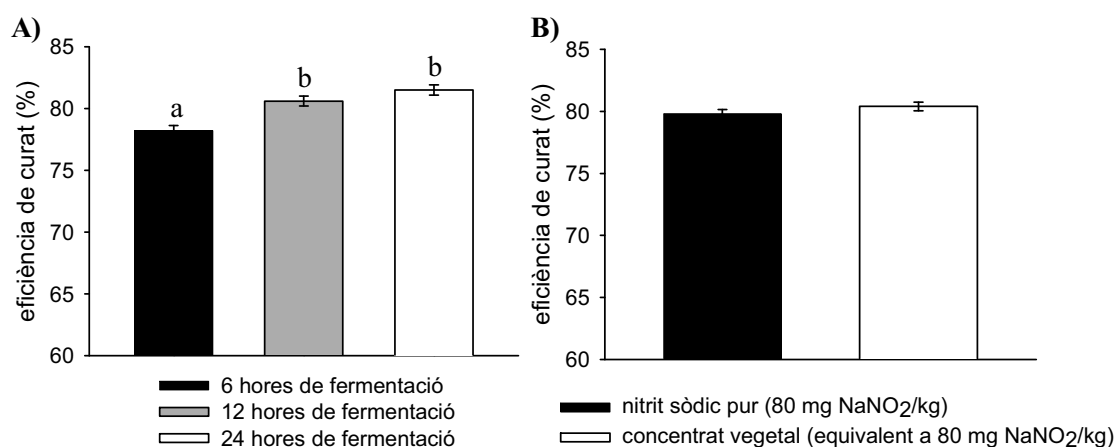 A)
eficiència de curat (%)
85
80
75
70
65
60
a
b
b
6 hores de fermentació
12 hores de fermentació
24 hores de fermentació
B)
eficiència de curat (%)
85
80
75
70
65
60
nitrit sòdic pur (80 mg NaNO2/kg)
concentrat vegetal (equivalent a 80 mg NaNO2/kg)